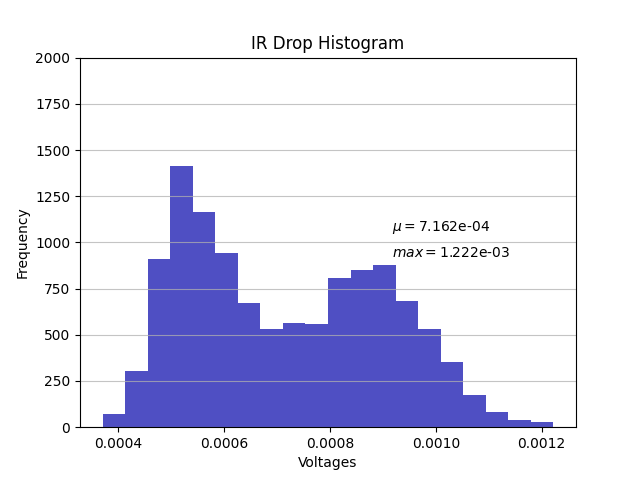 IR Drop Histogram
2000
1750
1500
1250
1000
750
500
250
0
Frequency
μ = 7.162e-04
max = 1.222e-03
0.0004 0.0006 0.0008 0.0010 0.0012
Voltages